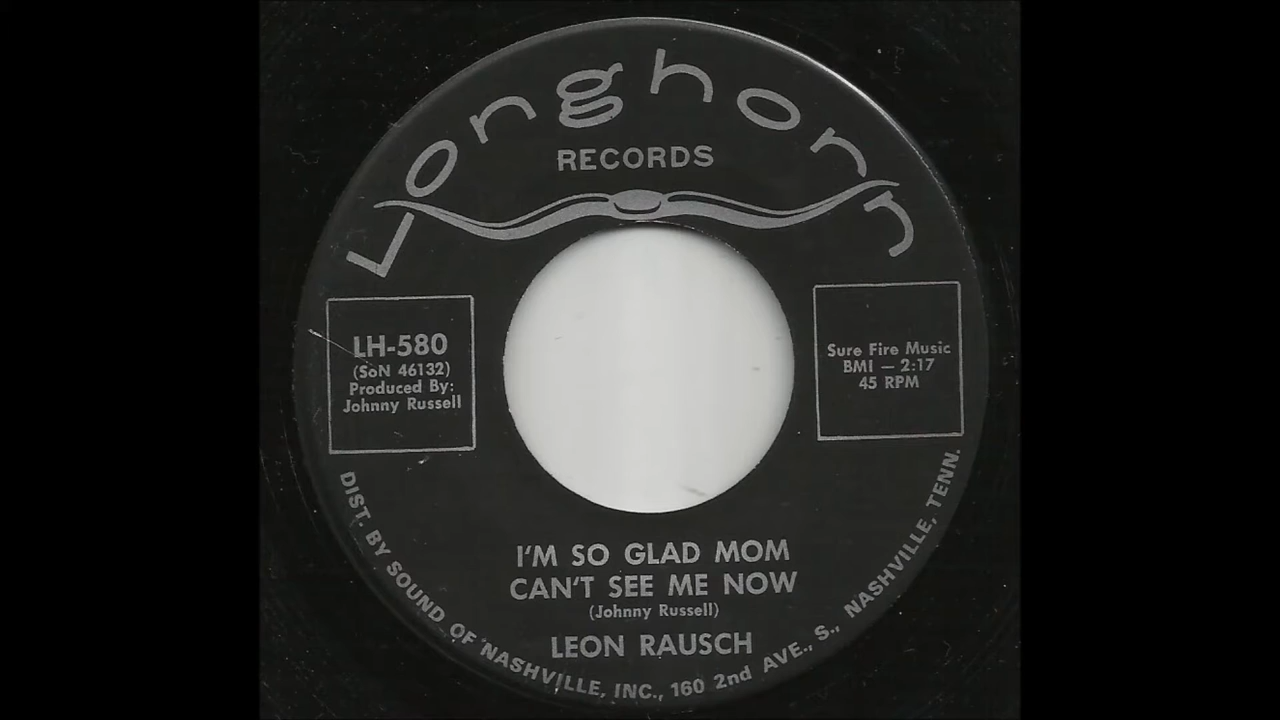 Longhorn
RECORDS
LH-580
(SoN 46132)
Produced By:
Johnny Russell
Sure Fire Music
BMI — 2:17
45 RPM
I'M SO GLAD MOM
CAN'T SEE ME NOW
(Johnny Russell)
LEON RAUSCH
DIST. BY SOUND OF NASHVILLE, INC., 160 2nd AVE., S., NASHVILLE, TENN.